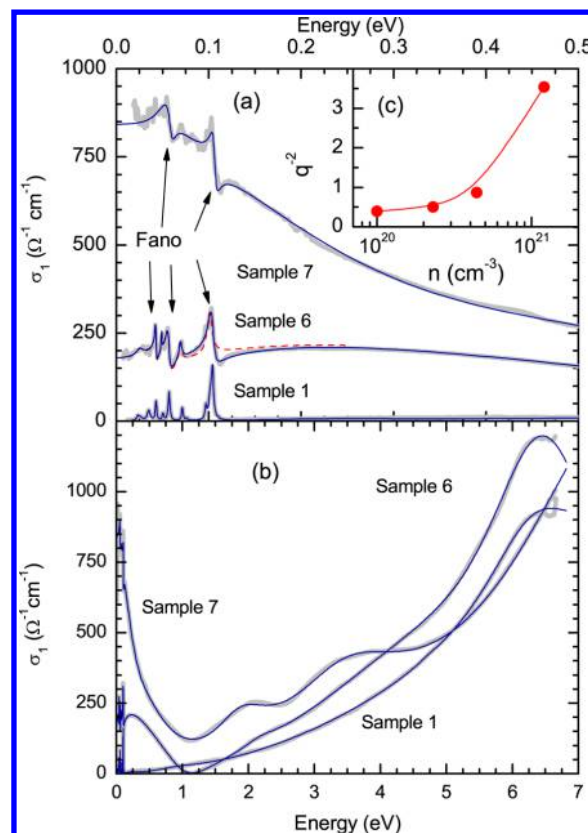 Energy (eV)
0.0 0.1 0.2 0.3 0.4 0.5
1000
(a)
(c)
3
2
1
0
q⁻²
10²⁰ 10²¹
n (cm⁻³)
750
σ₁ (Ω⁻¹ cm⁻¹)
500
Fano
Sample 7
250
Sample 6
Sample 1
0
(b)
1000
Sample 6
750
σ₁ (Ω⁻¹cm⁻¹)
Sample 7
500
250
Sample 1
0
0 1 2 3 4 5 6 7
Energy (eV)